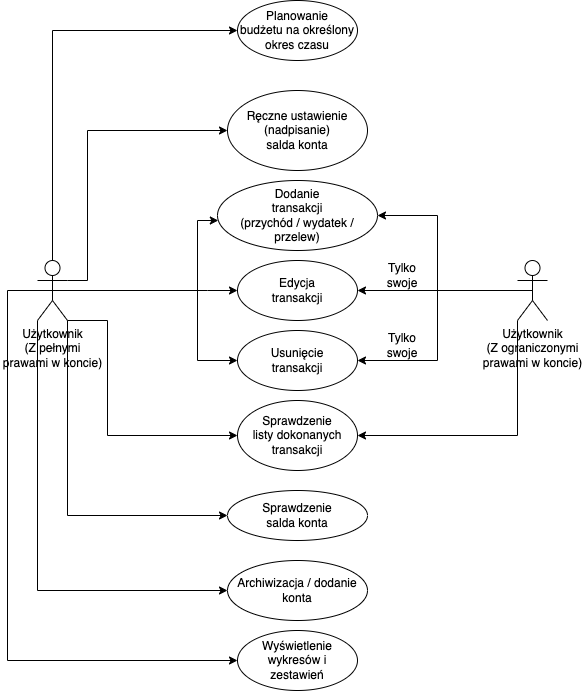 Planowanie
budżetu na określony
okres czasu
Ręczne ustawienie
(nadpisanie)
salda konta
Dodanie
transakcji
(przychód / wydatek /
przelew)
Edycja
transakcji
Tylko
swoje
Usunięcie
transakcji
Tylko
swoje
Użytkownik
(Z pełnymi
prawami w koncie)
Użytkownik
(Z ograniczonymi
prawami w koncie)
Sprawdzenie
listy dokonanych
transakcji
Sprawdzenie
salda konta
Archiwizacja / dodanie
konta
Wyświetlenie
wykresów i
zestawień